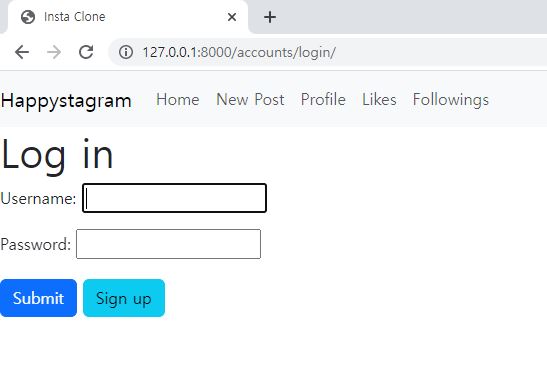 Insta Clone
127.0.0.1:8000/accounts/login/
Happystagram Home New Post Profile Likes Followings
Log in
Username:
Password:
Submit Sign up